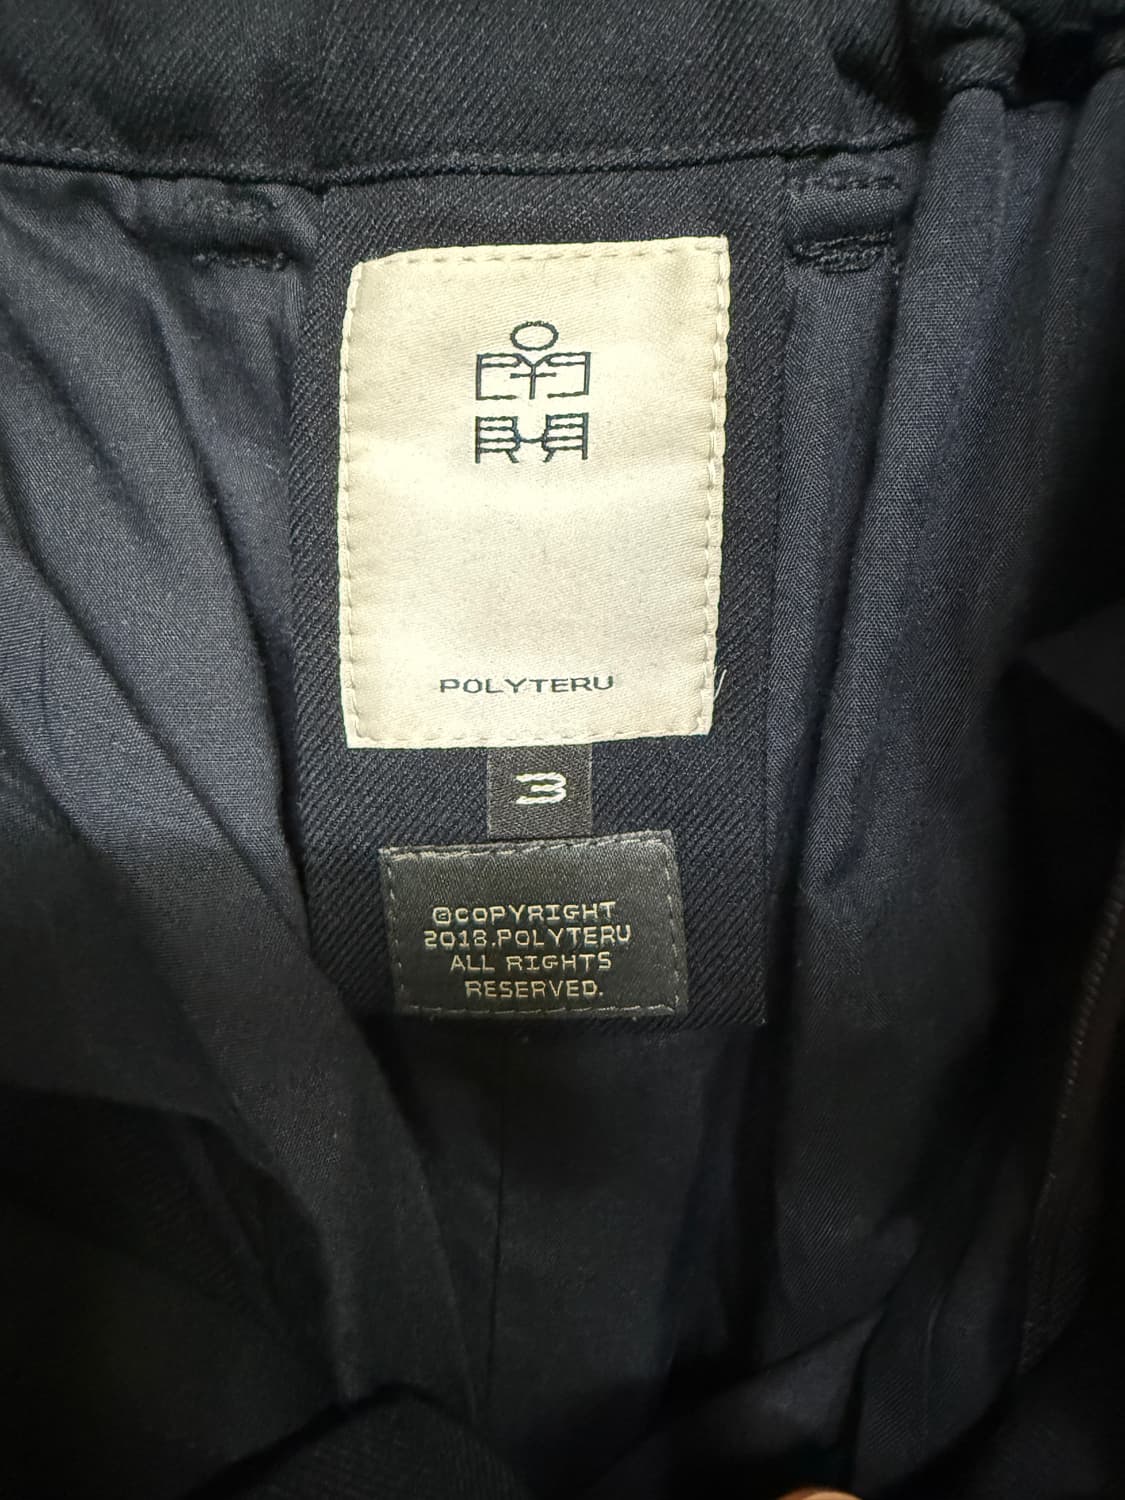 POLYTERU
3
©COPYRIGHT
2018.POLYTERU
ALL RIGHTS
RESERVED.